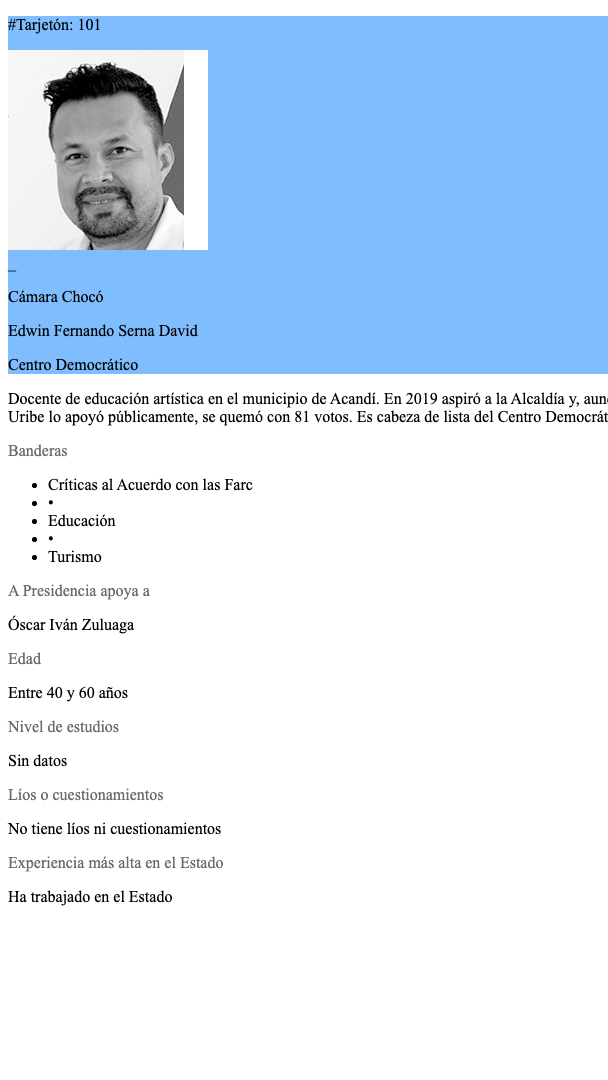 #Tarjetón: 101
_
Cámara Chocó
Edwin Fernando Serna David
Centro Democrático
Docente de educación artística en el municipio de Acandí. En 2019 aspiró a la Alcaldía y,
Uribe lo apoyó públicamente, se quemó con 81 votos. Es cabeza de lista del Centro
Banderas
• Críticas al Acuerdo con las Farc
• •
• Educación
• •
• Turismo
A Presidencia apoya a
Óscar Iván Zuluaga
Edad
Entre 40 y 60 años
Nivel de estudios
Sin datos
Líos o cuestionamientos
No tiene líos ni cuestionamientos
Experiencia más alta en el Estado
Ha trabajado en el Estado